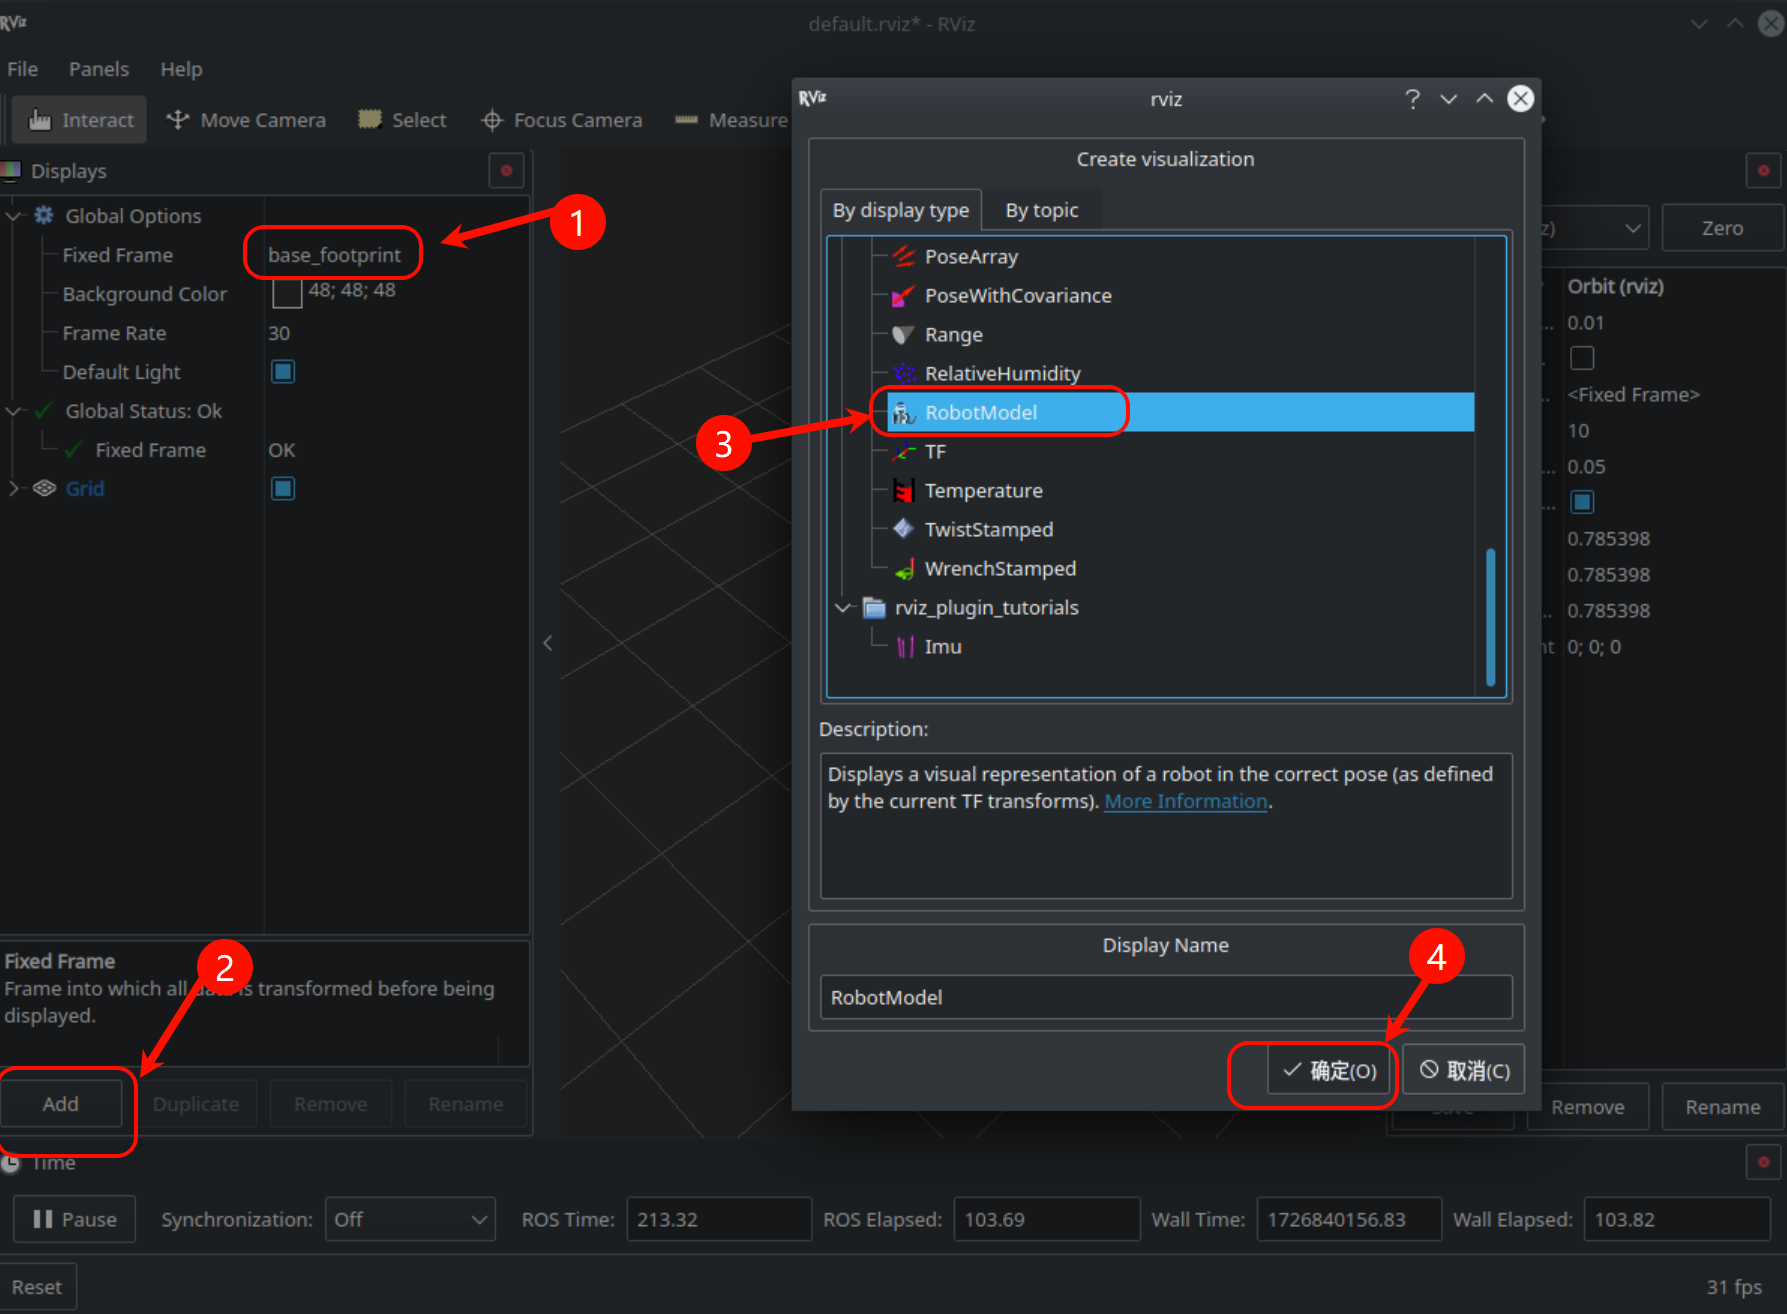 RViz
default.rviz* - RViz
File
Panels
Help
Interact
Move Camera
Select
Focus Camera
Measure
Displays
Global Options
Fixed Frame
base_footprint
1
Background Color
48; 48; 48
Frame Rate
30
Default Light
Global Status: Ok
Fixed Frame
OK
Grid
Fixed Frame
Frame into which all is transformed before being
displayed.
2
Add
Duplicate
Remove
Rename
RViz
rviz
?
Create visualization
By display type
By topic
PoseArray
PoseWithCovariance
Range
RelativeHumidity
RobotModel
3
TF
Temperature
TwistStamped
WrenchStamped
rviz_plugin_tutorials
Imu
Description:
Displays a visual representation of a robot in the correct pose (as defined
by the current TF transforms). More Information.
Display Name
4
RobotModel
确定(O)
取消(C)
z)
Zero
Orbit (rviz)
... 0.01
... <Fixed Frame>
10
... 0.05
...
0.785398
0.785398
... 0.785398
nt 0; 0; 0
Remove
Rename
Time
Pause
Synchronization:
Off
ROS Time:
213.32
ROS Elapsed:
103.69
Wall Time:
1726840156.83
Wall Elapsed:
103.82
Reset
31 fps